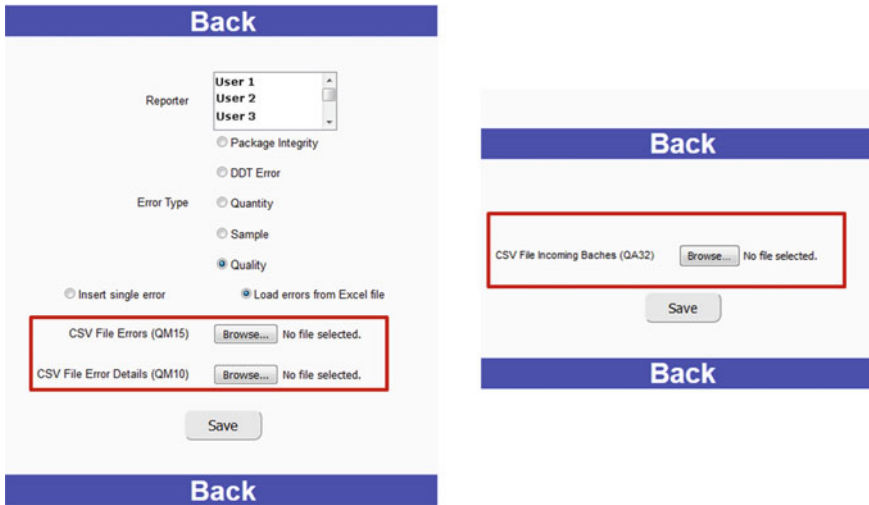 Back
Reporter
User 1
User 2
User 3
Package Integrity
DDT Error
Error Type
Quantity
Sample
Quality
Insert single error
Load errors from Excel file
CSV File Errors (QM15)
Browse... No file selected.
CSV File Error Details (QM10)
Browse... No file selected.
Save
Back
Back
CSV File Incoming Baches (QA32)
Browse... No file selected.
Save
Back